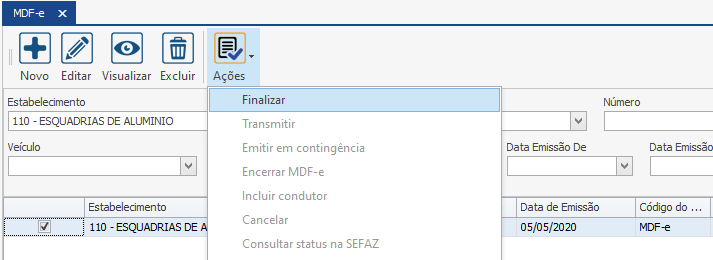 MDF-e
Novo Editar Visualizar Excluir Ações
Finalizar
Transmitir
Emitir em contingência
Encerrar MDF-e
Incluir condutor
Cancelar
Consultar status na SEFAZ
Estabelecimento Número
110 - ESQUADRIAS DE ALUMINIO
Veículo Data Emissão De Data Emissão
Estabelecimento Data de Emissão Código do ...
110 - ESQUADRIAS DE A 05/05/2020 MDF-e